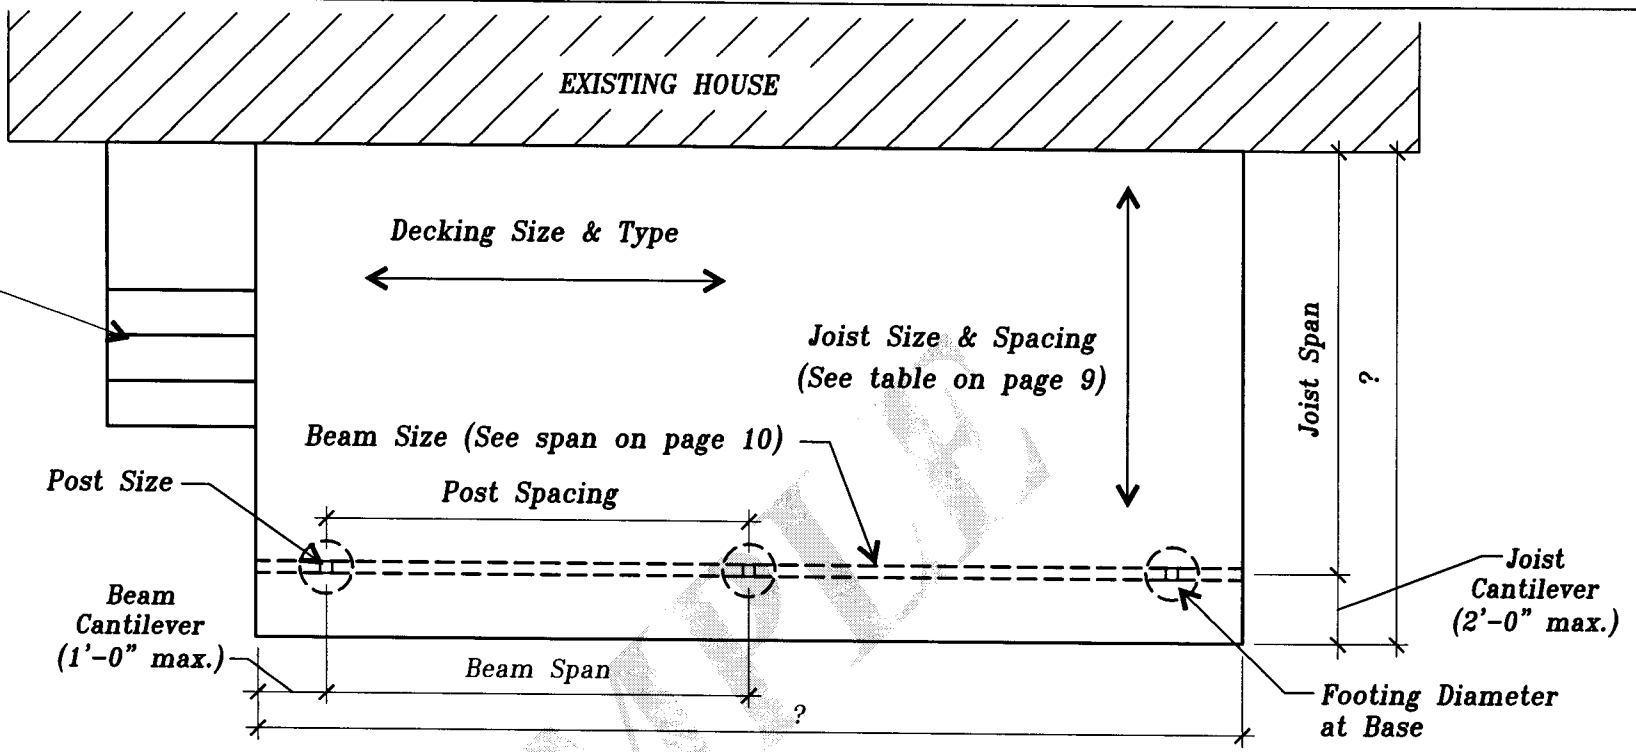 EXISTING HOUSE
Decking Size & Type
Joist Size & Spacing
(See table on page 9)
Joist Span
?
Beam Size (See span on page 10)
Post Size
Post Spacing
Beam
Cantilever
(1'-0" max.)
Joist
Cantilever
(2'-0" max.)
Beam Span
?
Footing Diameter
at Base